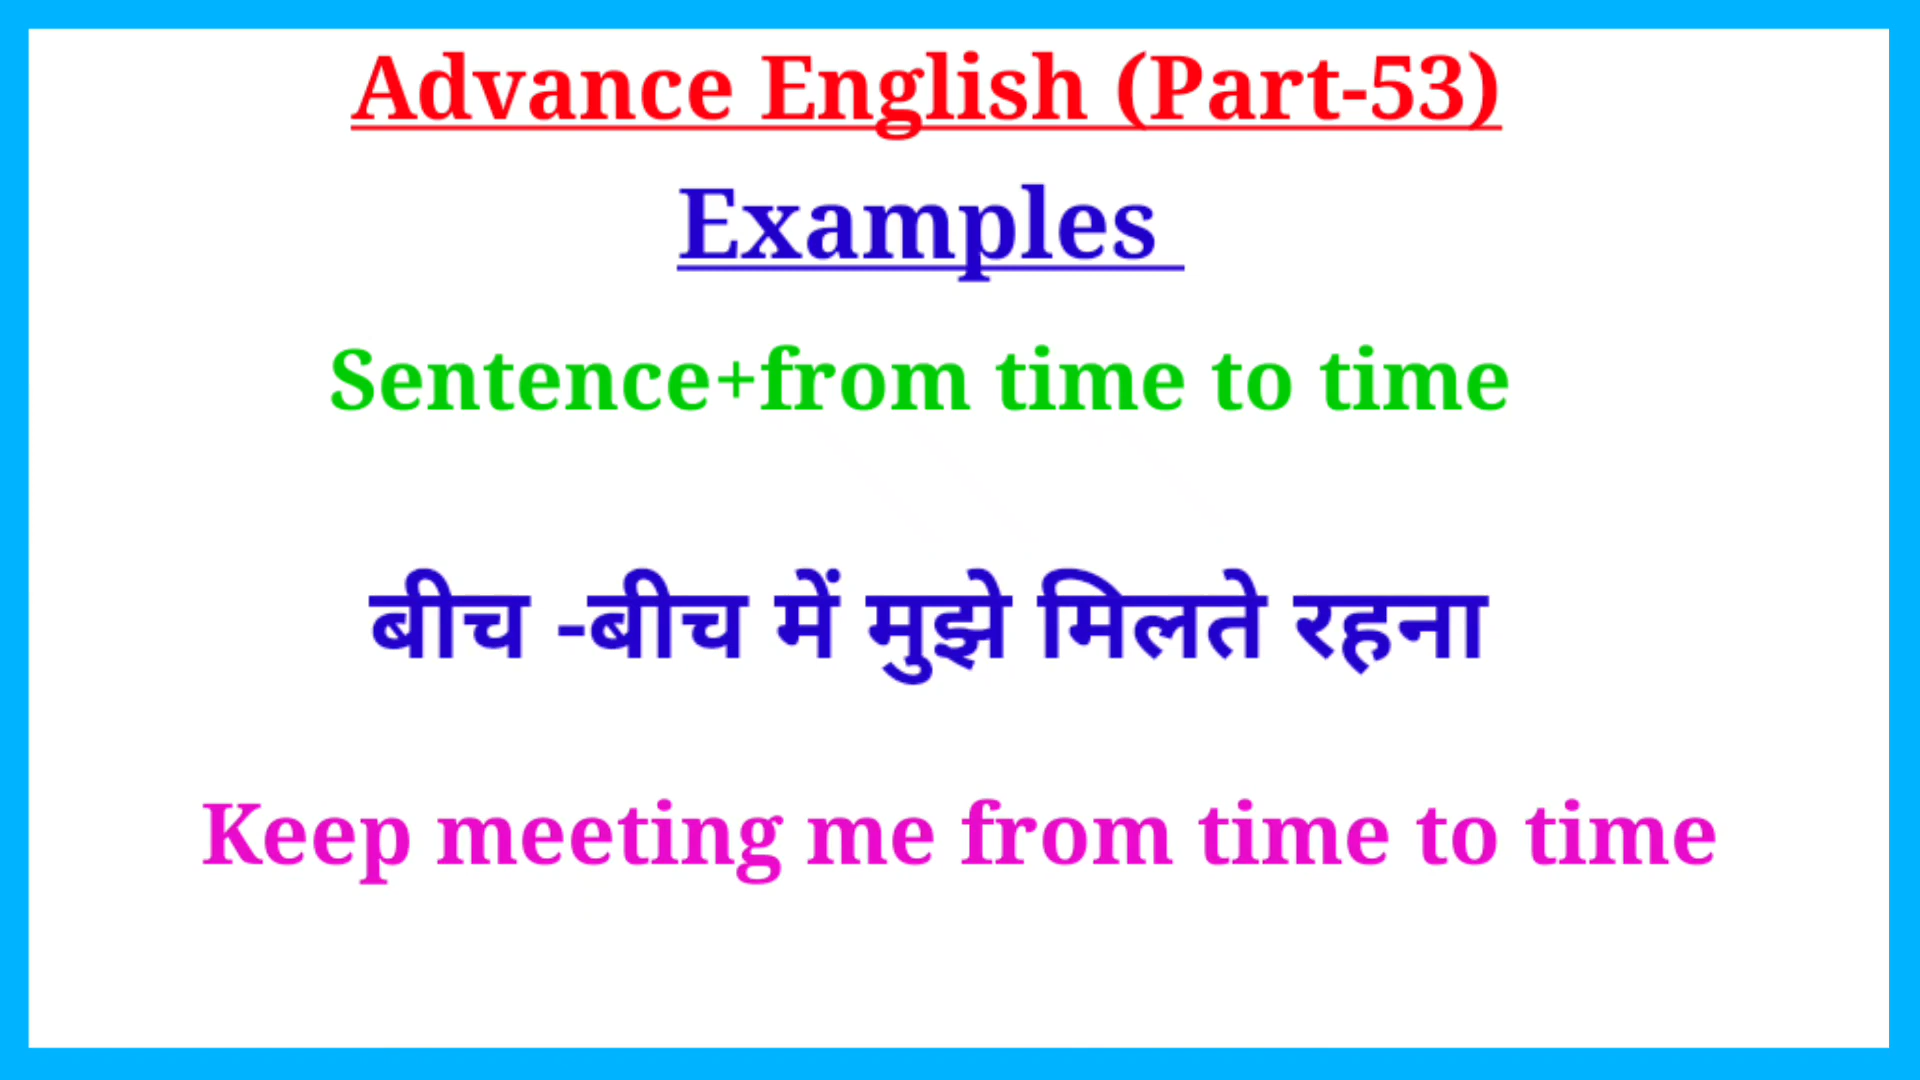 Advance English (Part-53)
Examples
Sentence+from time to time
बीच -बीच में मुझे मिलते रहना
Keep meeting me from time to time